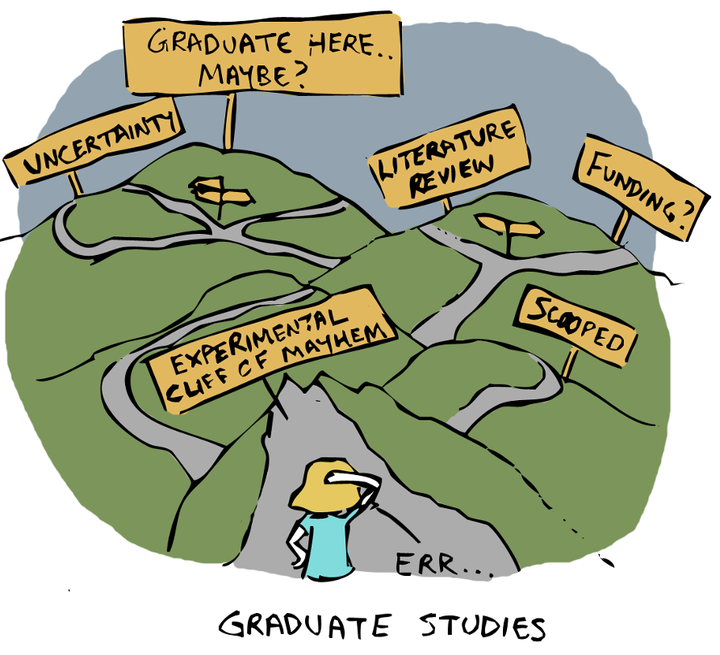 GRADUATE HERE..
MAYBE?
UNCERTAINTY
LITERATURE
REVIEW
FUNDING?
EXPERIMENTAL
CLIFF OF MAYHEM
SCOOPED
ERR...
GRADUATE STUDIES